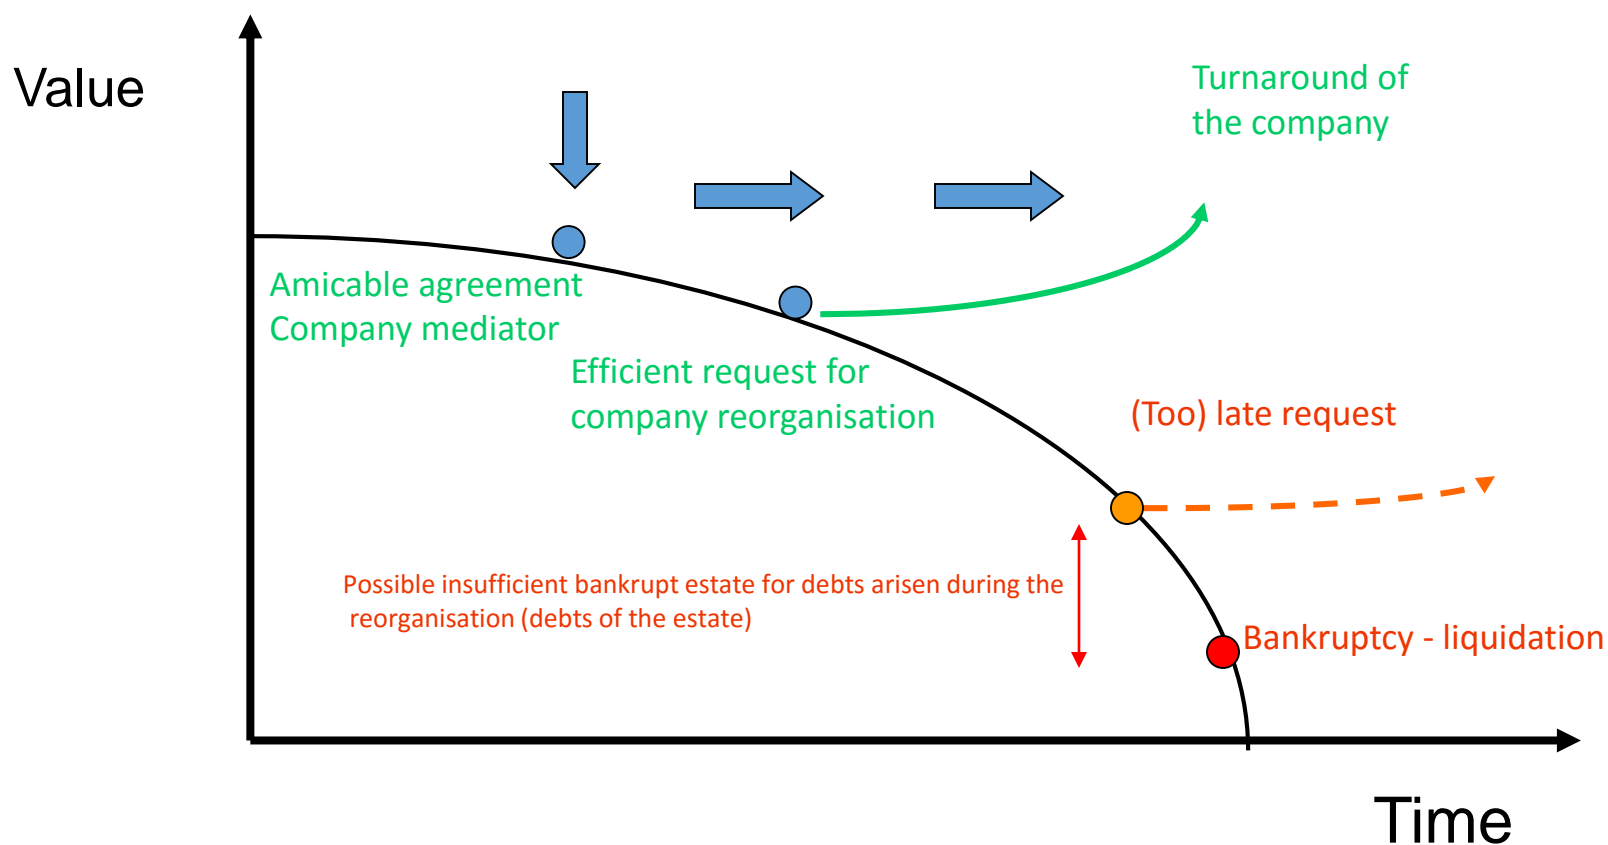 Value
Turnaround of
the company
Amicable agreement
Company mediator
Efficient request for
company reorganisation
(Too) late request
Possible insufficient bankrupt estate for debts arisen during the
reorganisation (debts of the estate)
Bankruptcy - liquidation
Time